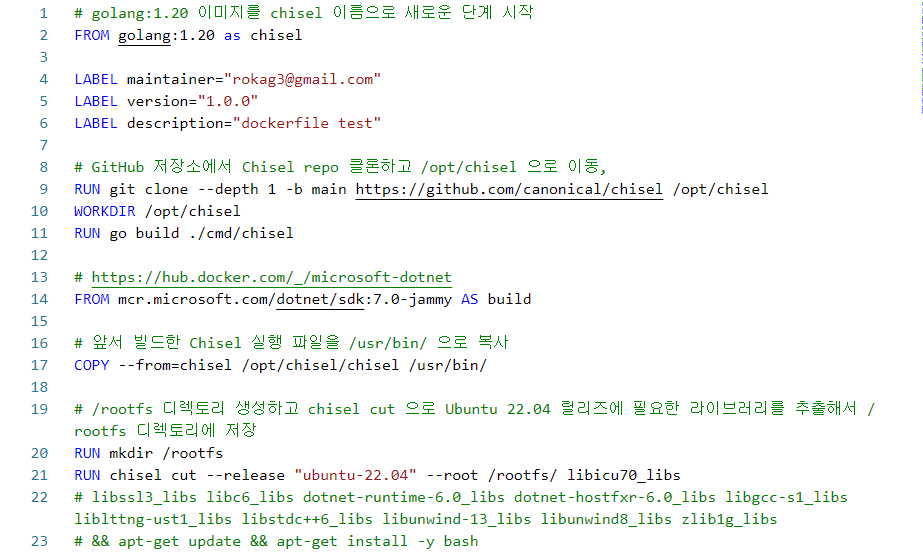 1 # golang:1.20 이미지를 chisel 이름으로 새로운 단계 시작
2 FROM golang:1.20 as chisel
3
4 LABEL maintainer="rokag3@gmail.com"
5 LABEL version="1.0.0"
6 LABEL description="dockerfile test"
7
8 # GitHub 저장소에서 Chisel repo 클론하고 /opt/chisel 으로 이동,
9 RUN git clone --depth 1 -b main https://github.com/canonical/chisel /opt/chisel
10 WORKDIR /opt/chisel
11 RUN go build ./cmd/chisel
12
13 # https://hub.docker.com/_/microsoft-dotnet
14 FROM mcr.microsoft.com/dotnet/sdk:7.0-jammy AS build
15
16 # 앞서 빌드한 Chisel 실행 파일을 /usr/bin/ 으로 복사
17 COPY --from=chisel /opt/chisel/chisel /usr/bin/
18
19 # /rootfs 디렉토리 생성하고 chisel cut 으로 Ubuntu 22.04 릴리즈에 필요한 라이브러리를 추출해서 /
rootfs 디렉토리에 저장
20 RUN mkdir /rootfs
21 RUN chisel cut --release "ubuntu-22.04" --root /rootfs/ libicu70_libs
22 # libssl3_libs libc6_libs dotnet-runtime-6.0_libs dotnet-hostfxr-6.0_libs libgcc-s1_libs
liblttng-ust1_libs libstdc++6_libs libunwind-13_libs libunwind8_libs zlib1g_libs
23 # && apt-get update && apt-get install -y bash